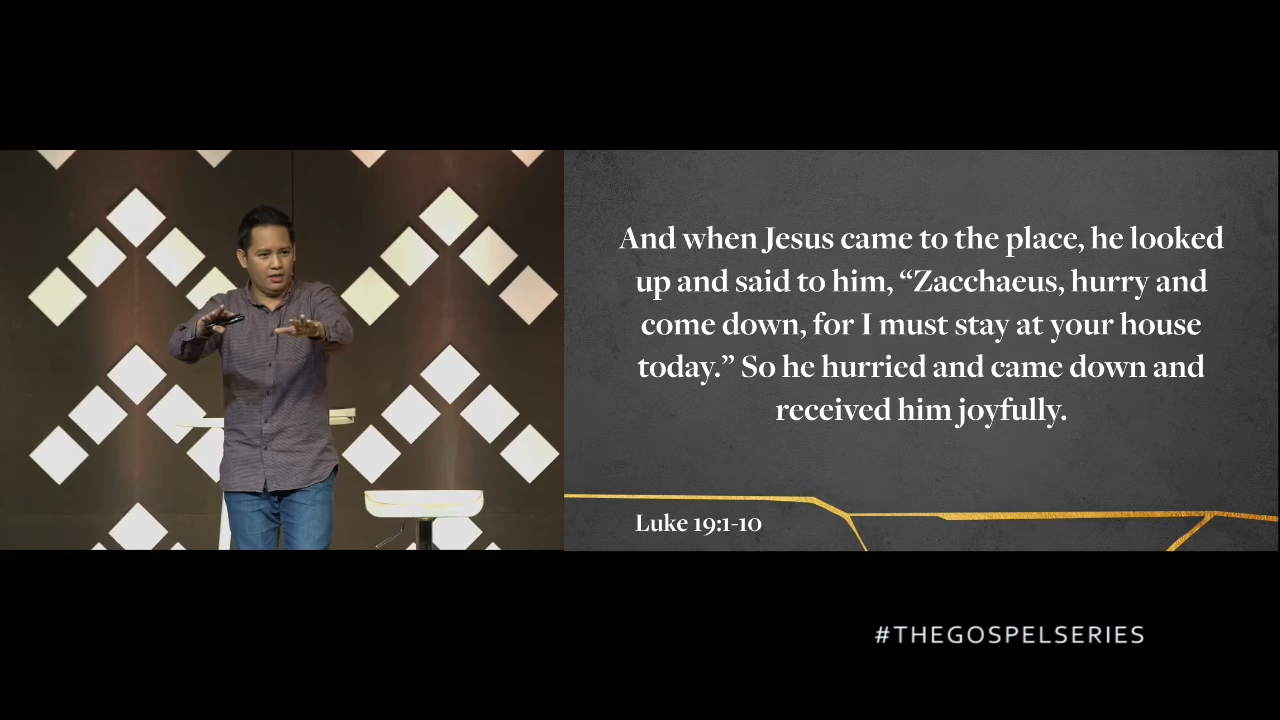 And when Jesus came to the place, he looked
up and said to him, “Zacchaeus, hurry and
come down, for I must stay at your house
today.” So he hurried and came down and
received him joyfully.
Luke 19:1-10
#THEGOSPELSERIES